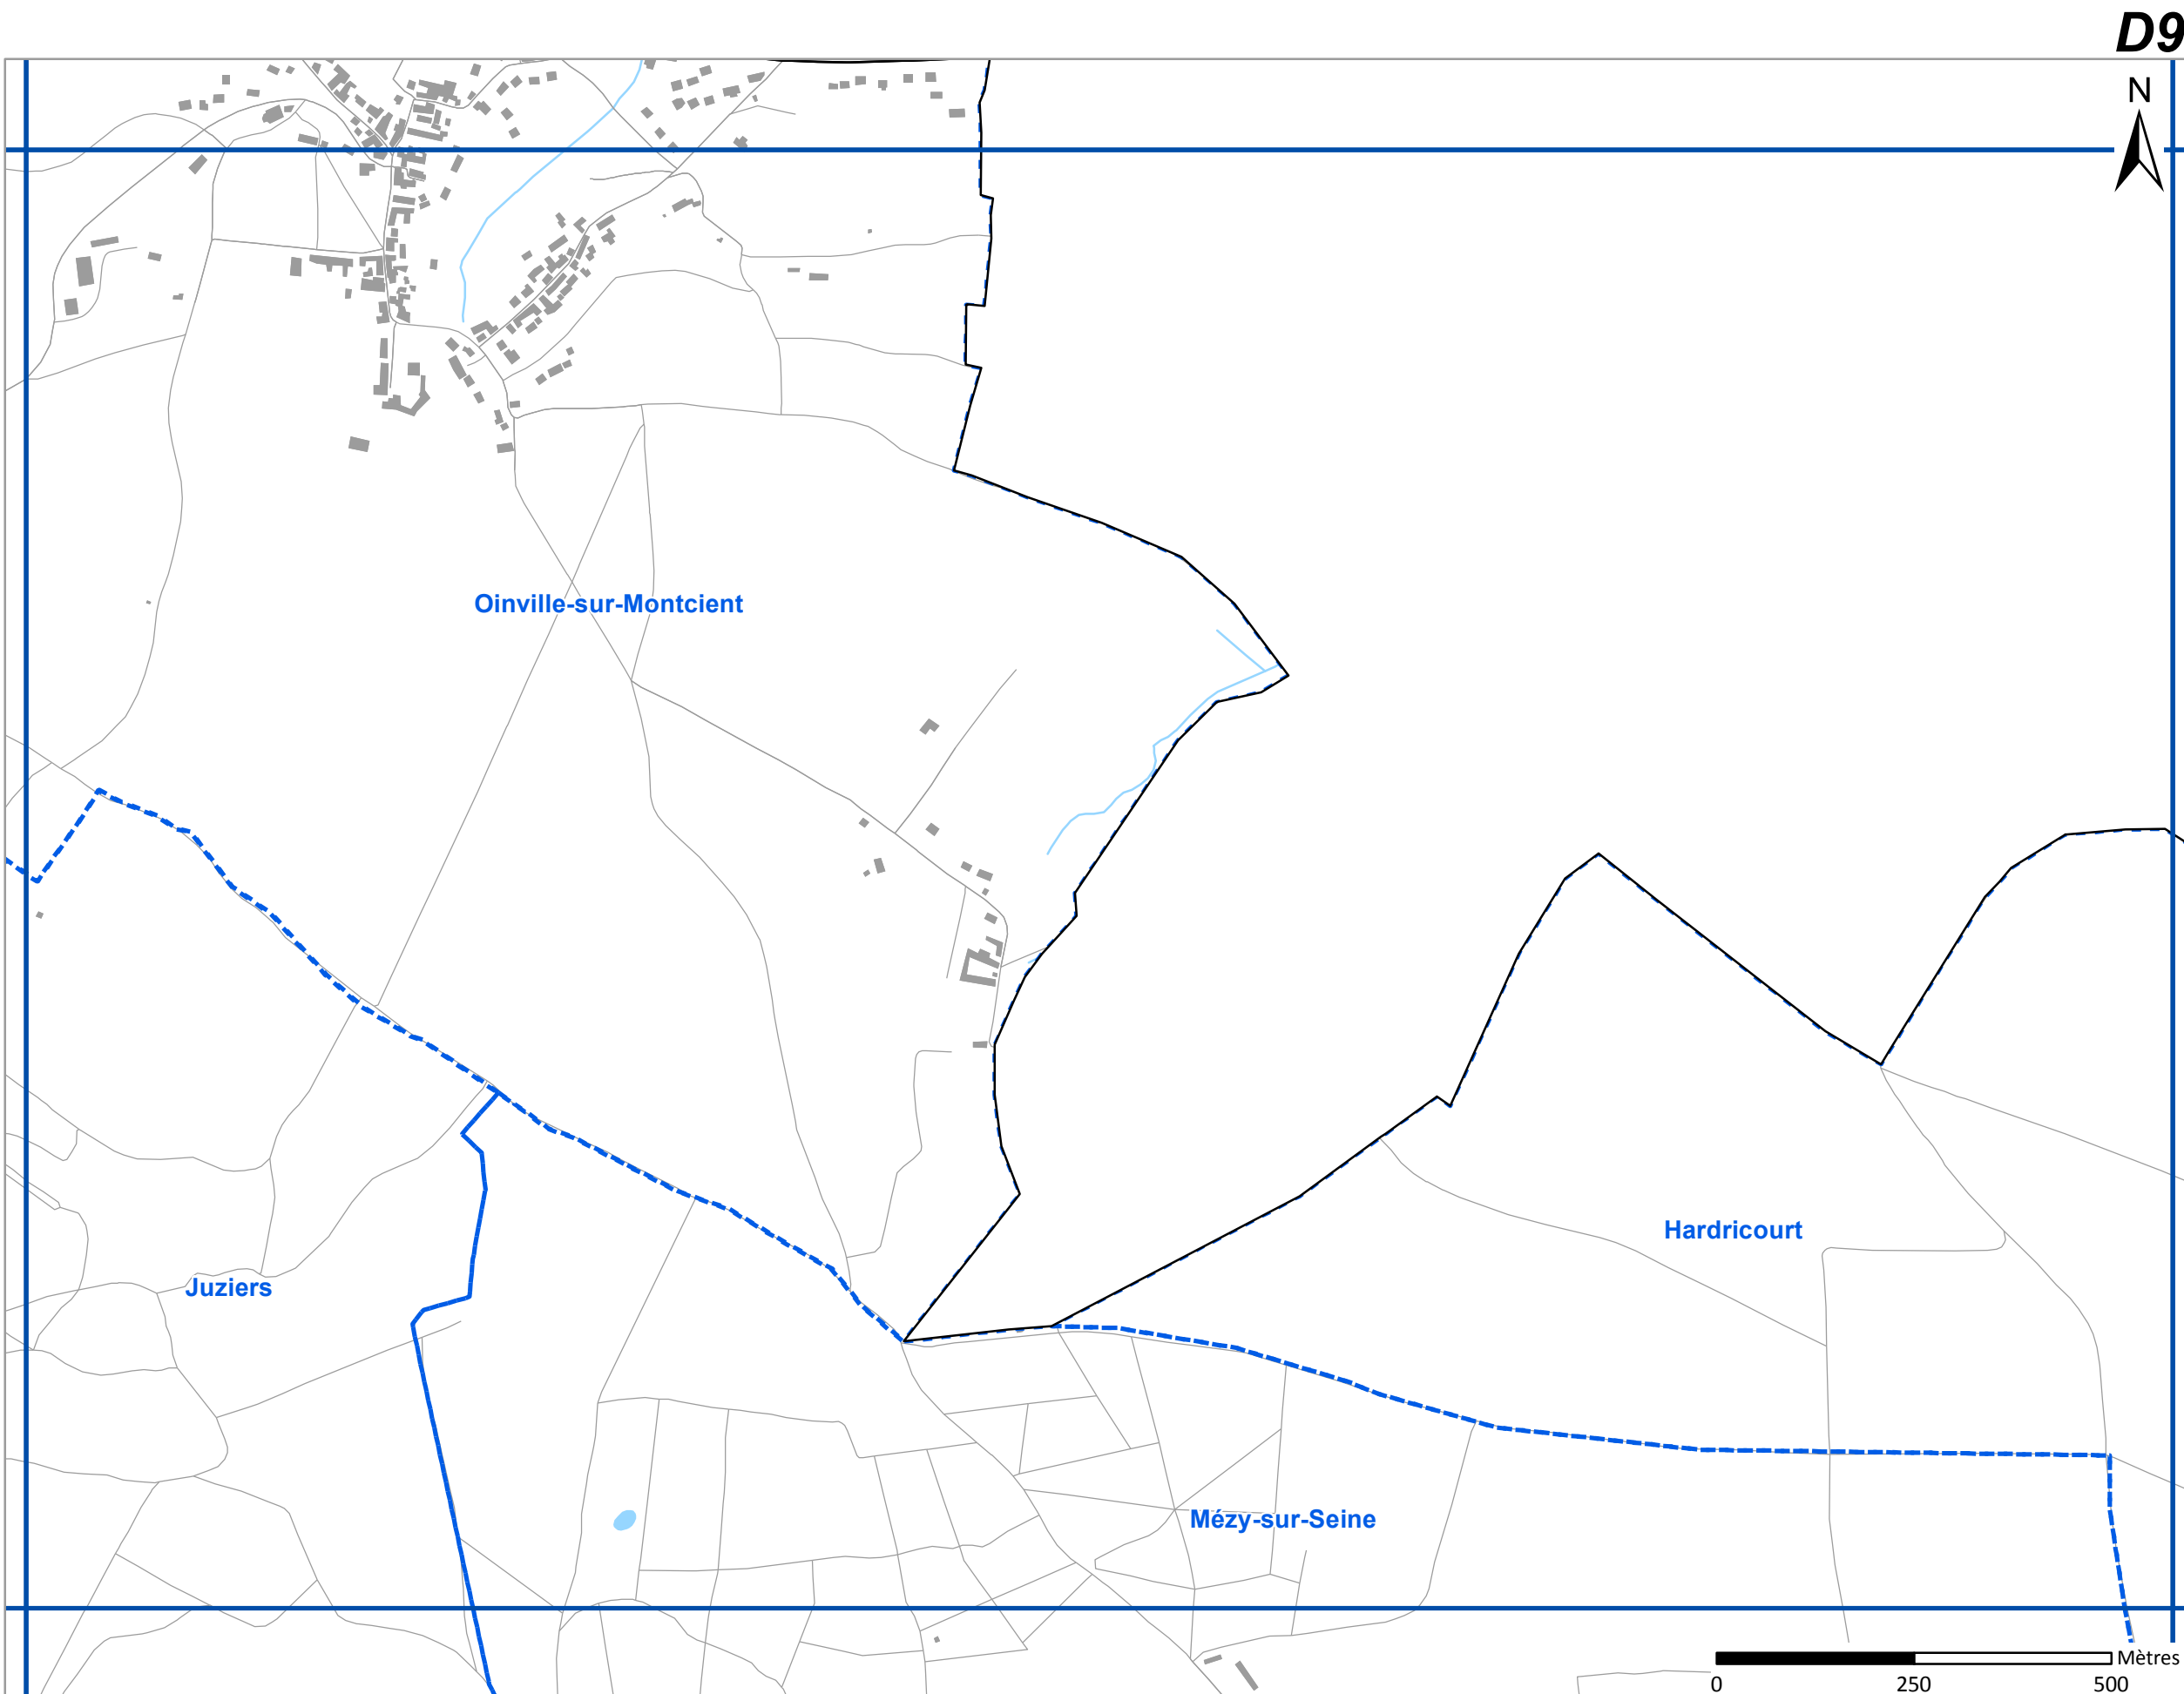 D9
N
Oinville-sur-Montcient
Hardricourt
Juziers
Mézy-sur-Seine
Mètres
0 250 500